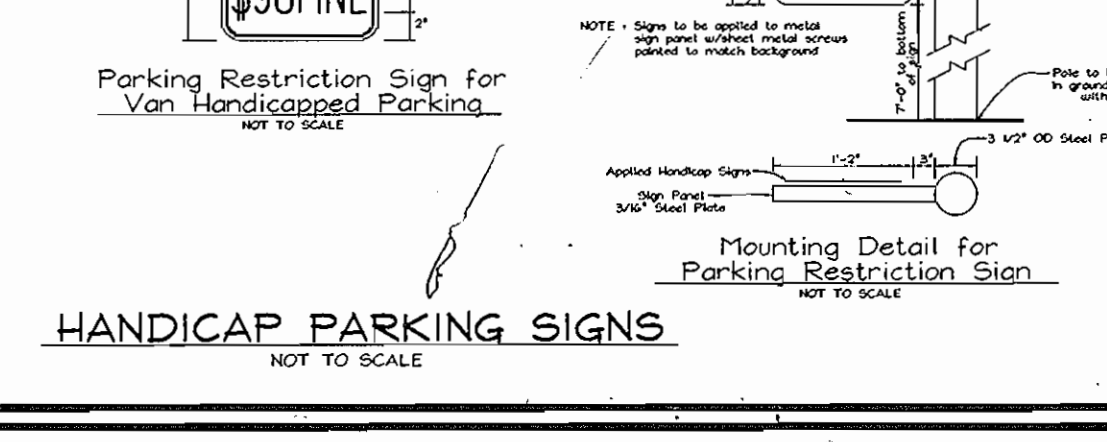 $50FINE
2"
Parking Restriction Sign for
Van Handicapped Parking
NOT TO SCALE
NOTE : Signs to be applied to metal
sign panel w/sheet metal screws
painted to match background
7'-0" to bottom
of sign
Pole to
in ground
with
3 1/2" OD Steel P
1'-2"
3"
Applied Handicap Signs
Sign Panel
3/16" Steel Plate
Mounting Detail for
Parking Restriction Sign
NOT TO SCALE
HANDICAP PARKING SIGNS
NOT TO SCALE